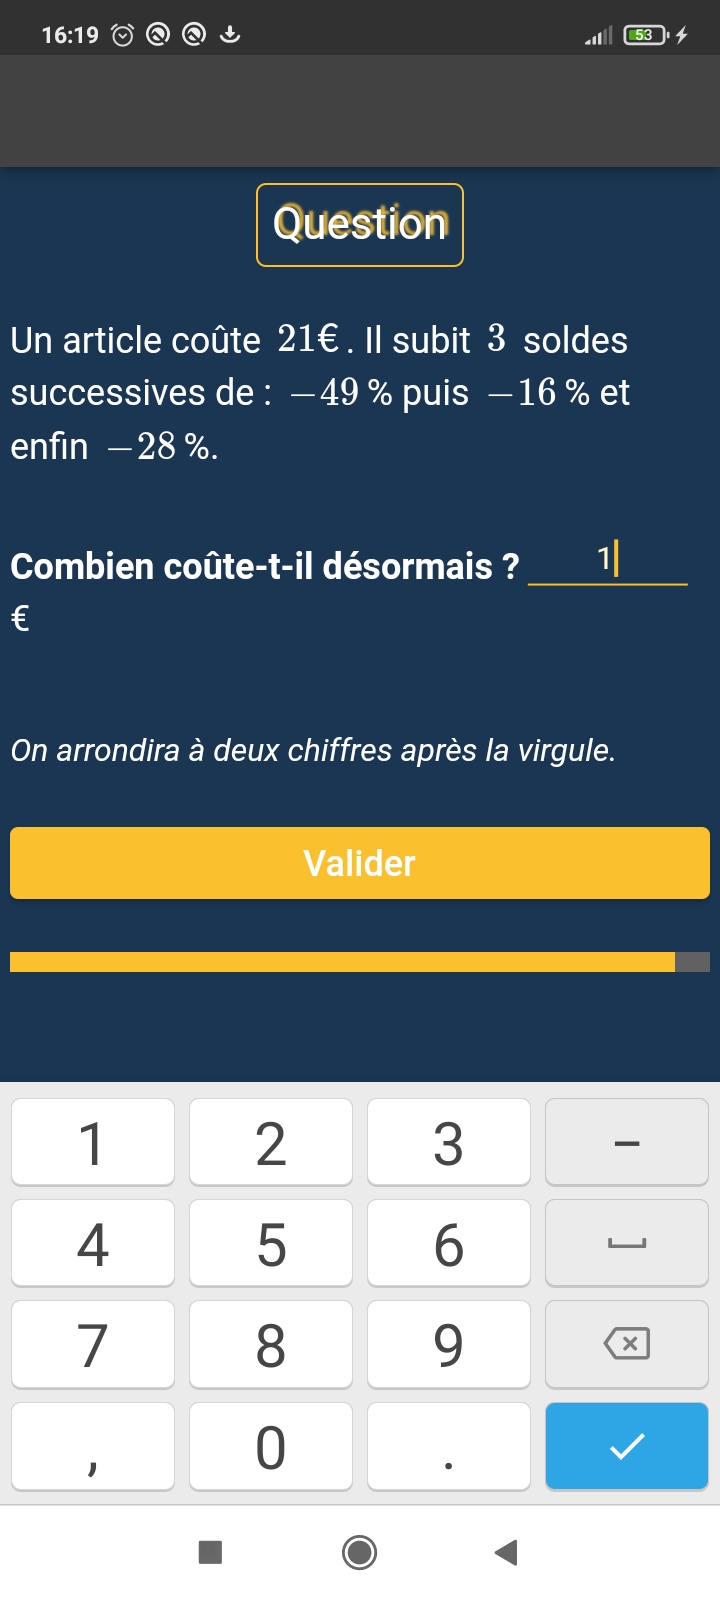 16:19 53
Question
Un article coûte 21€. Il subit 3 soldes
successives de : −49 % puis −16 % et
enfin −28 %.
Combien coûte-t-il désormais ? 1
€
On arrondira à deux chiffres après la virgule.
Valider
1 2 3 –
4 5 6
7 8 9
, 0 .